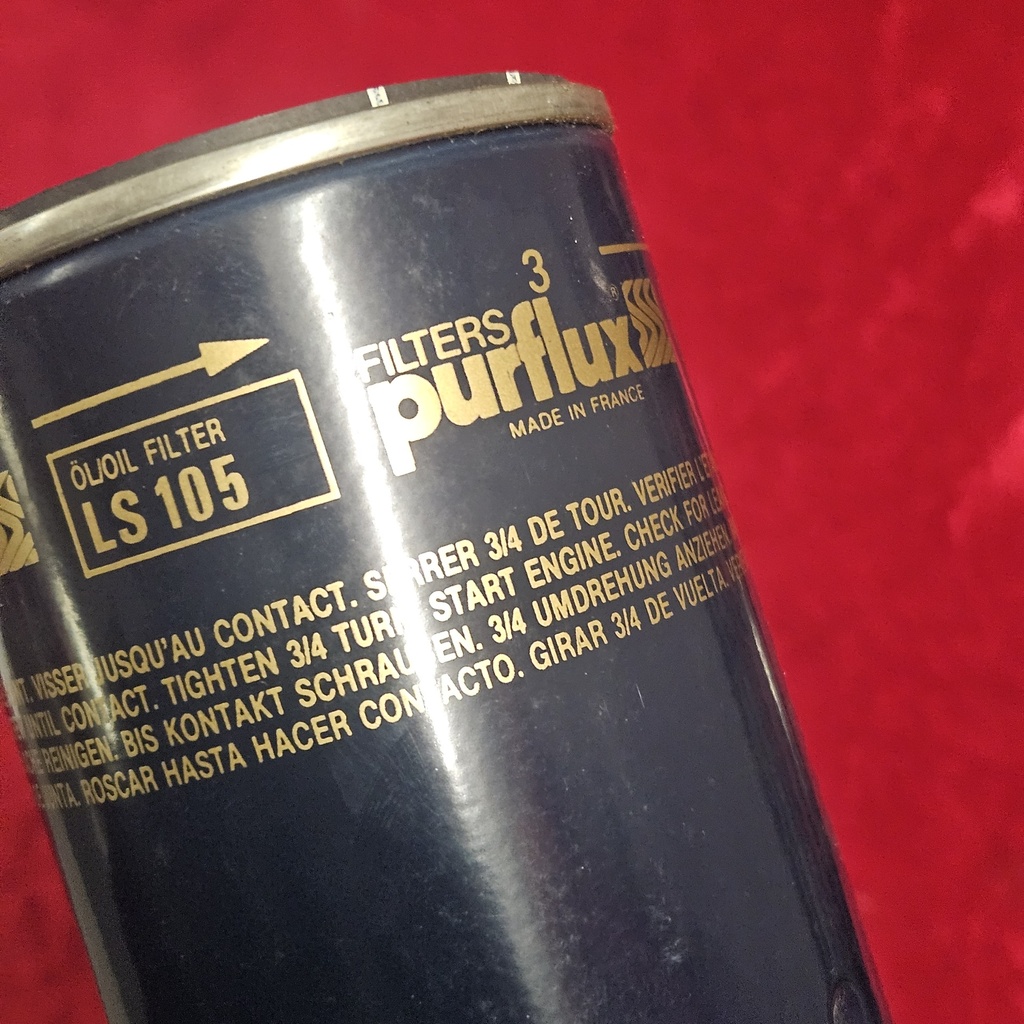 3
FILTERS
purflux ®
MADE IN FRANCE
ÖL/OIL FILTER
LS 105
VISSER JUSQU'AU CONTACT. SERRER 3/4 DE TOUR. VERIFIER
UNTIL CONTACT. TIGHTEN 3/4 TURN. START ENGINE. CHECK FOR
REINIGEN. BIS KONTAKT SCHRAUBEN. 3/4 UMDREHUNG ANZIEHEN
ROSCAR HASTA HACER CONTACTO. GIRAR 3/4 DE VUELTA.